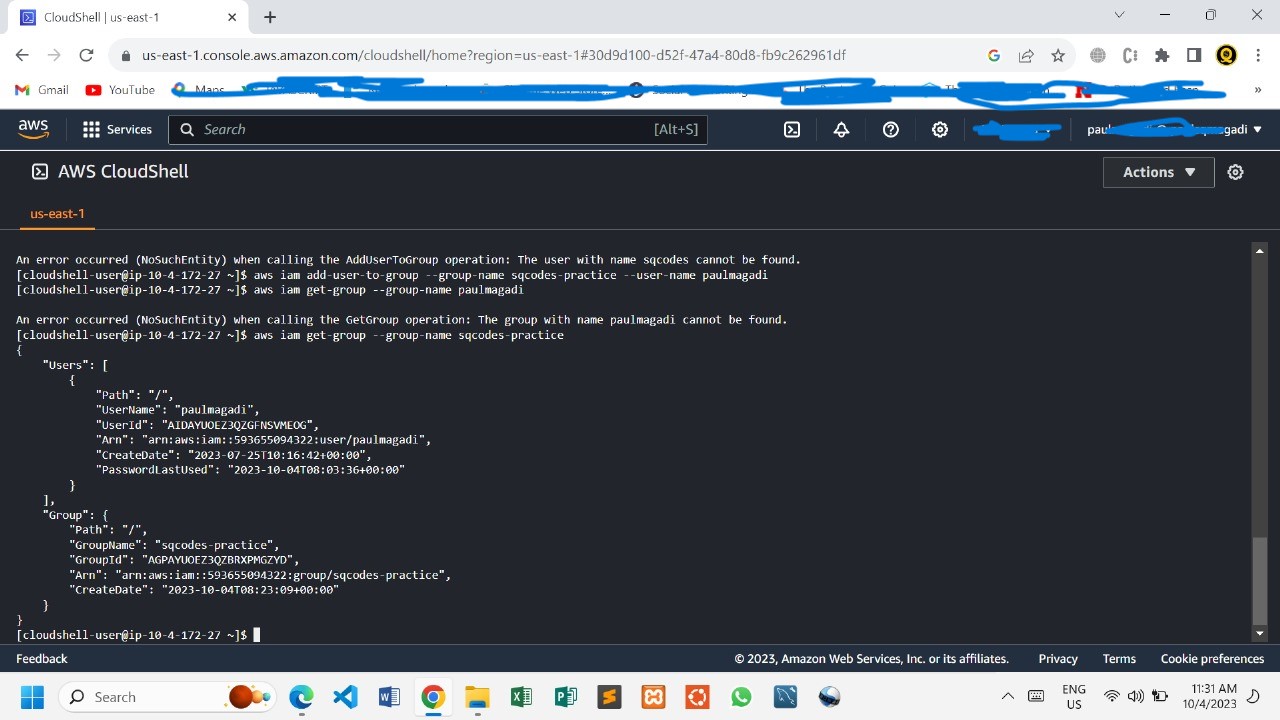 CloudShell | us-east-1
us-east-1.console.aws.amazon.com/cloudshell/home?region=us-east-1#30d9d100-d52f-47a4-80d8-fb9c262961df
Gmail YouTube Maps
aws Services Search [Alt+S]
AWS CloudShell Actions
us-east-1
An error occurred (NoSuchEntity) when calling the AddUserToGroup operation: The user with name sqcodes cannot be found.
[cloudshell-user@ip-10-4-172-27 ~]$ aws iam add-user-to-group --group-name sqcodes-practice --user-name paulmagadi
[cloudshell-user@ip-10-4-172-27 ~]$ aws iam get-group --group-name paulmagadi
An error occurred (NoSuchEntity) when calling the GetGroup operation: The group with name paulmagadi cannot be found.
[cloudshell-user@ip-10-4-172-27 ~]$ aws iam get-group --group-name sqcodes-practice
{
"Users": [
{
"Path": "/",
"UserName": "paulmagadi",
"UserId": "AIDAYUOEZ3QZGFNSVMEOG",
"Arn": "arn:aws:iam::593655094322:user/paulmagadi",
"CreateDate": "2023-07-25T10:16:42+00:00",
"PasswordLastUsed": "2023-10-04T08:03:36+00:00"
}
],
"Group": {
"Path": "/",
"GroupName": "sqcodes-practice",
"GroupId": "AGPAYUOEZ3QZBRXPMGZYD",
"Arn": "arn:aws:iam::593655094322:group/sqcodes-practice",
"CreateDate": "2023-10-04T08:23:09+00:00"
}
}
[cloudshell-user@ip-10-4-172-27 ~]$
Feedback © 2023, Amazon Web Services, Inc. or its affiliates. Privacy Terms Cookie preferences
Search ENG US 11:31 AM 10/4/2023